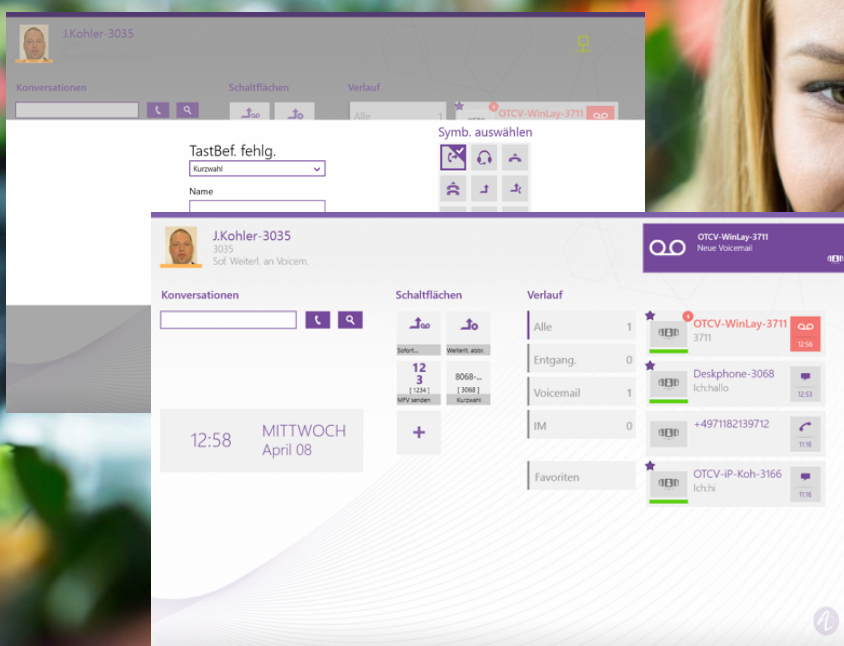 J.Kohler-3035
Konversationen
Schaltflächen
Verlauf
Alle
1
OTCV-WinLay-3711
Symb. auswählen
TastBef. fehlg.
Kurzwahl
Name
J.Kohler-3035
3035
Sof. Weiterl. an Voicem.
OTCV-WinLay-3711
Neue Voicemail
Konversationen
Schaltflächen
Verlauf
Sofort...
Weiterlt. abbr.
12
3
[ 1234 ]
MFV senden
8068-...
[ 3068 ]
Kurzwahl
+
12:58
MITTWOCH
April 08
Alle 1
Entgang. 0
Voicemail 1
IM 0
Favoriten
OTCV-WinLay-3711
3711
12:56
Deskphone-3068
Ich:hallo
12:53
+4971182139712
11:16
OTCV-iP-Koh-3166
Ich:hi
11:16